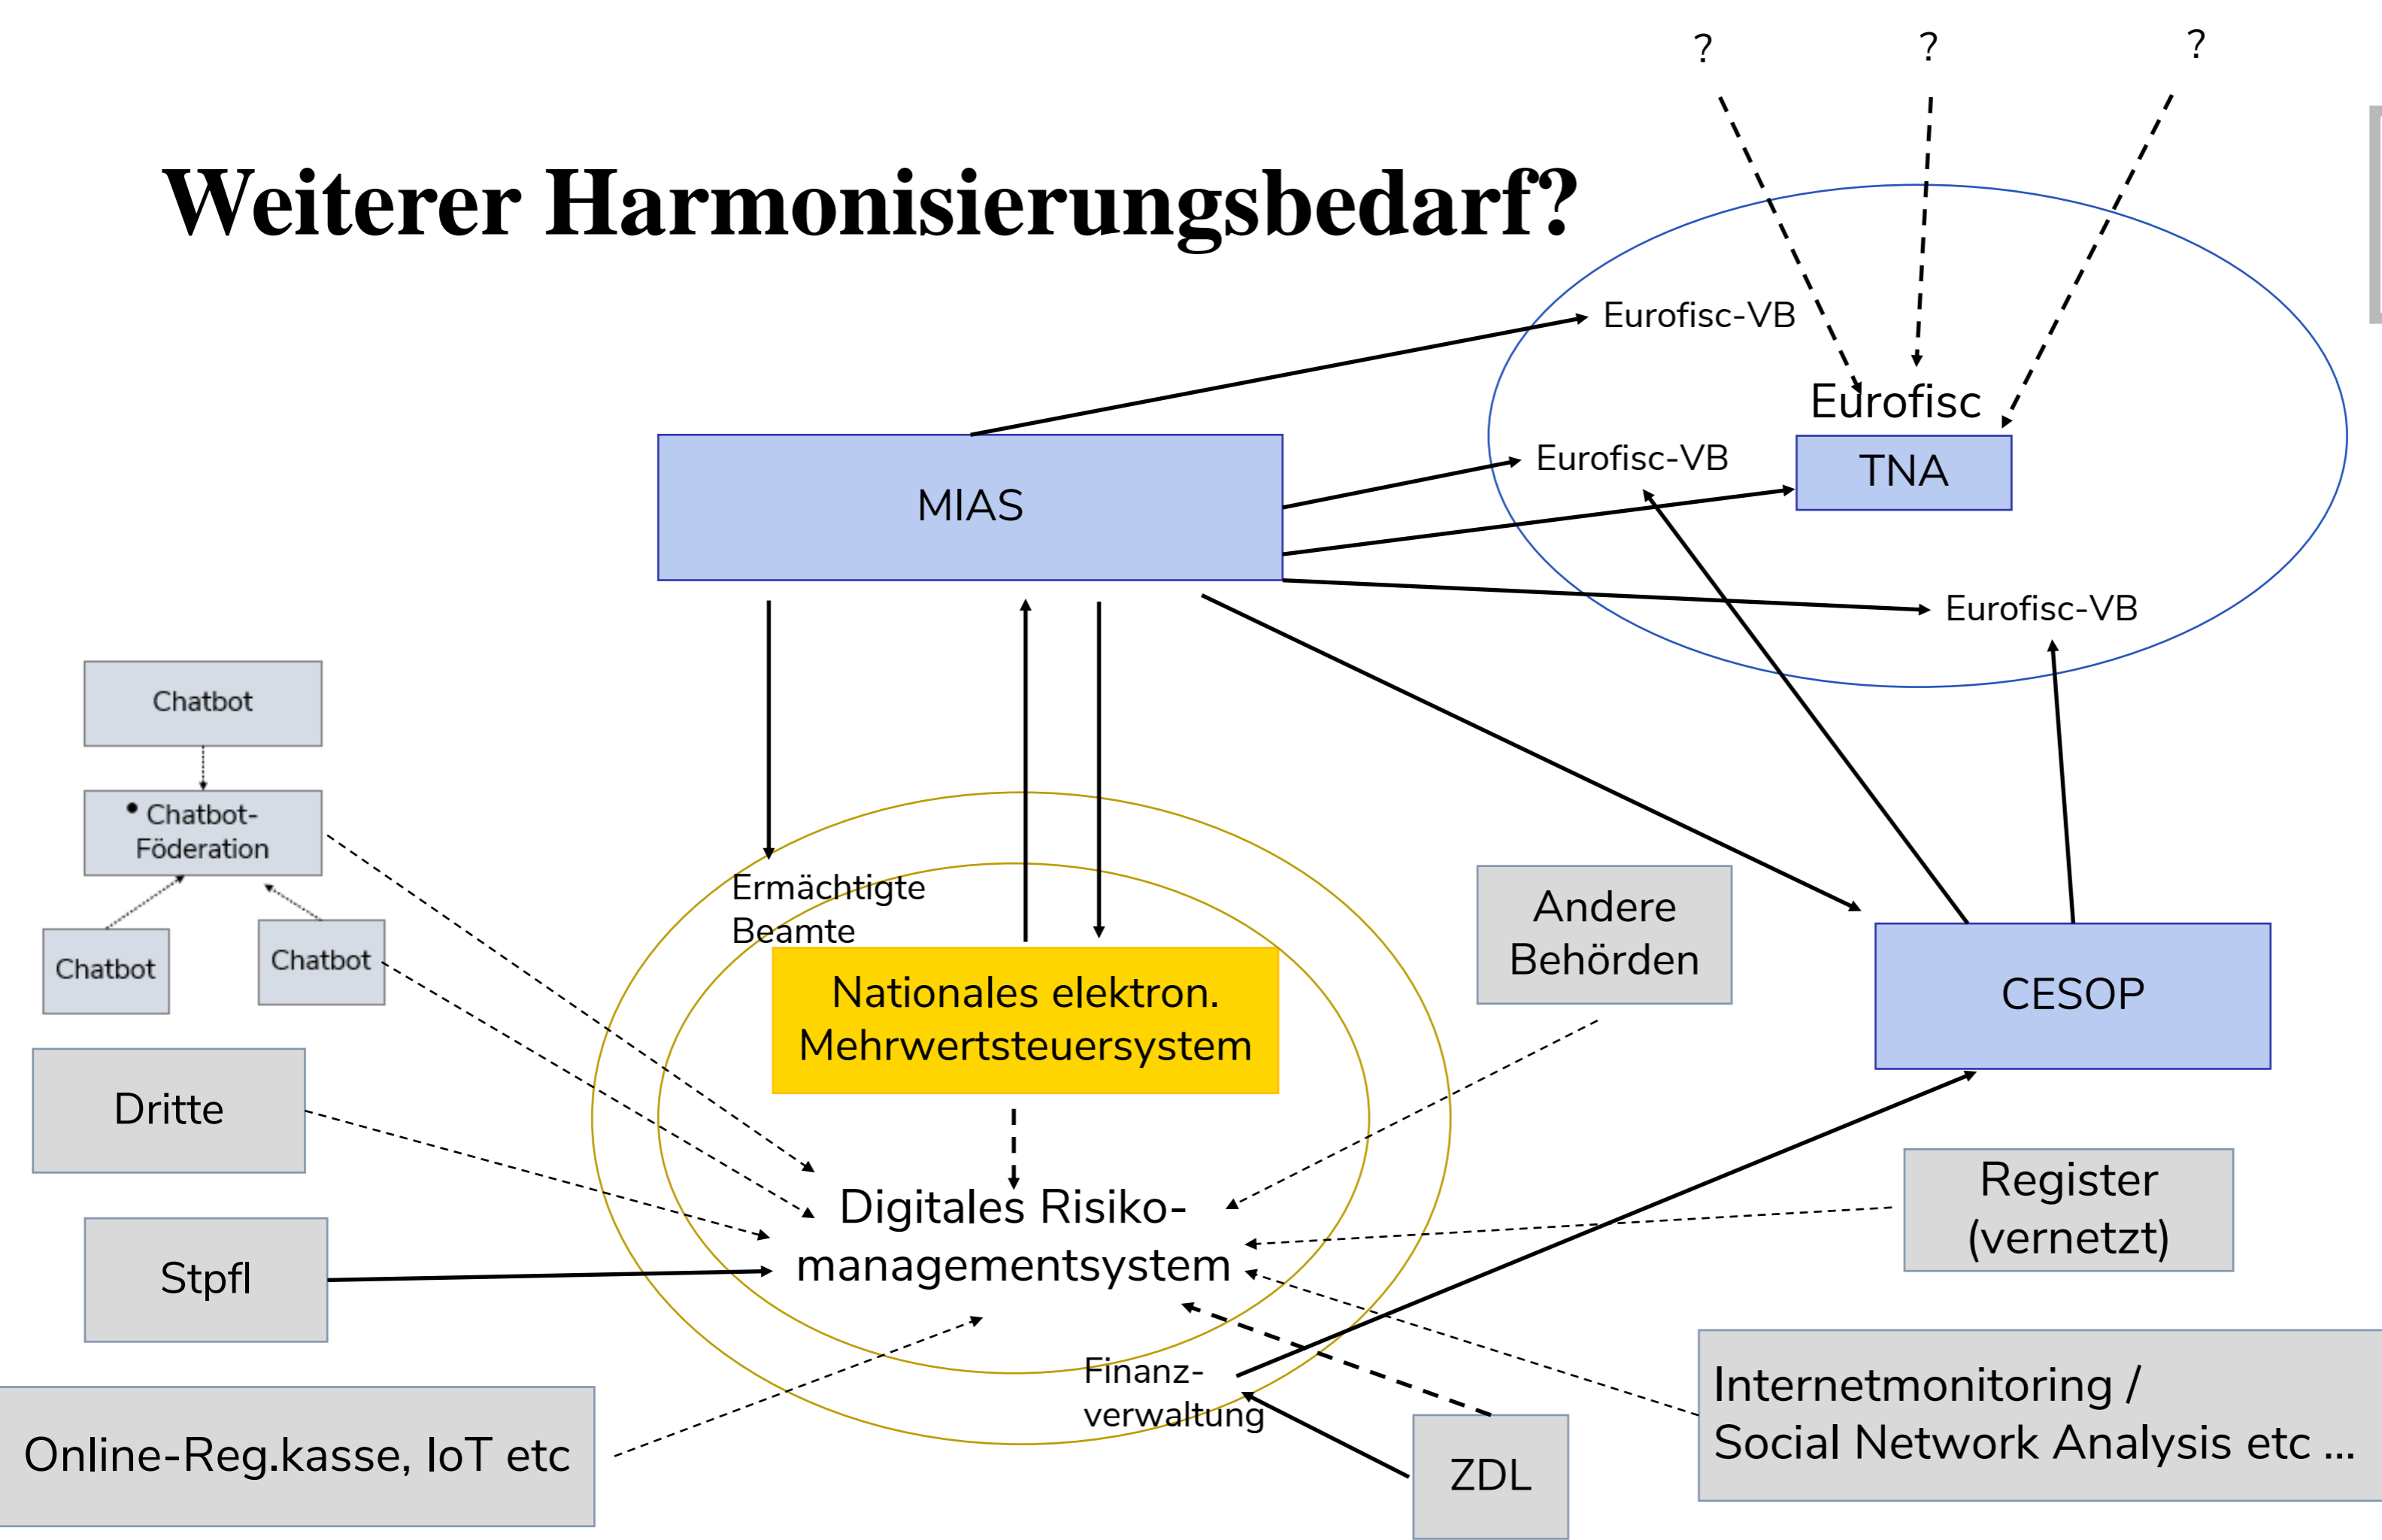 ?
?
?
Weiterer Harmonisierungsbedarf?
Eurofisc-VB
Eurofisc
Eurofisc-VB
TNA
MIAS
Eurofisc-VB
Chatbot
• Chatbot-
Föderation
Chatbot
Chatbot
Ermächtigte
Beamte
Andere
Behörden
Nationales elektron.
Mehrwertsteuersystem
CESOP
Dritte
Digitales Risiko-
managementsystem
Register
(vernetzt)
Stpfl
Finanz-
verwaltung
Internetmonitoring /
Social Network Analysis etc ...
Online-Reg.kasse, IoT etc
ZDL